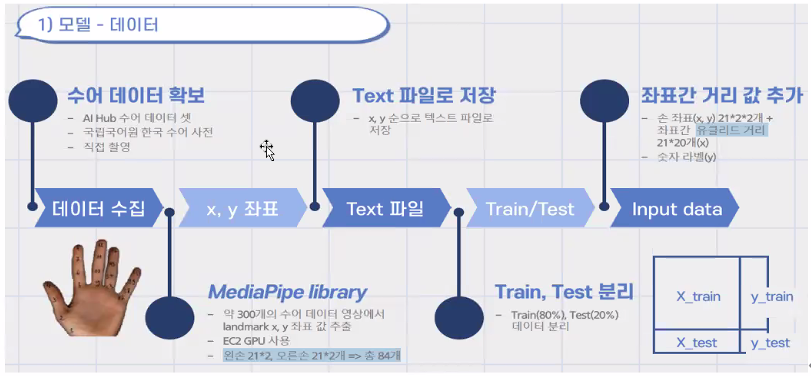 1) 모델 - 데이터
수어 데이터 확보
- AI Hub 수어 데이터 셋
- 국립국어원 한국 수어 사전
- 직접 촬영
Text 파일로 저장
- x, y 순으로 텍스트 파일로
저장
좌표간 거리 값 추가
- 손 좌표(x, y) 21*2*2개 +
좌표간 유클리드 거리
21*20개(x)
- 숫자 라벨(y)
데이터 수집
x, y 좌표
Text 파일
Train/Test
Input data
MediaPipe library
- 약 300개의 수어 데이터 영상에서
landmark x, y 좌표 값 추출
- EC2 GPU 사용
- 왼손 21*2, 오른손 21*2개 => 총 84개
Train, Test 분리
- Train(80%), Test(20%)
데이터 분리
X_train
y_train
X_test
y_test